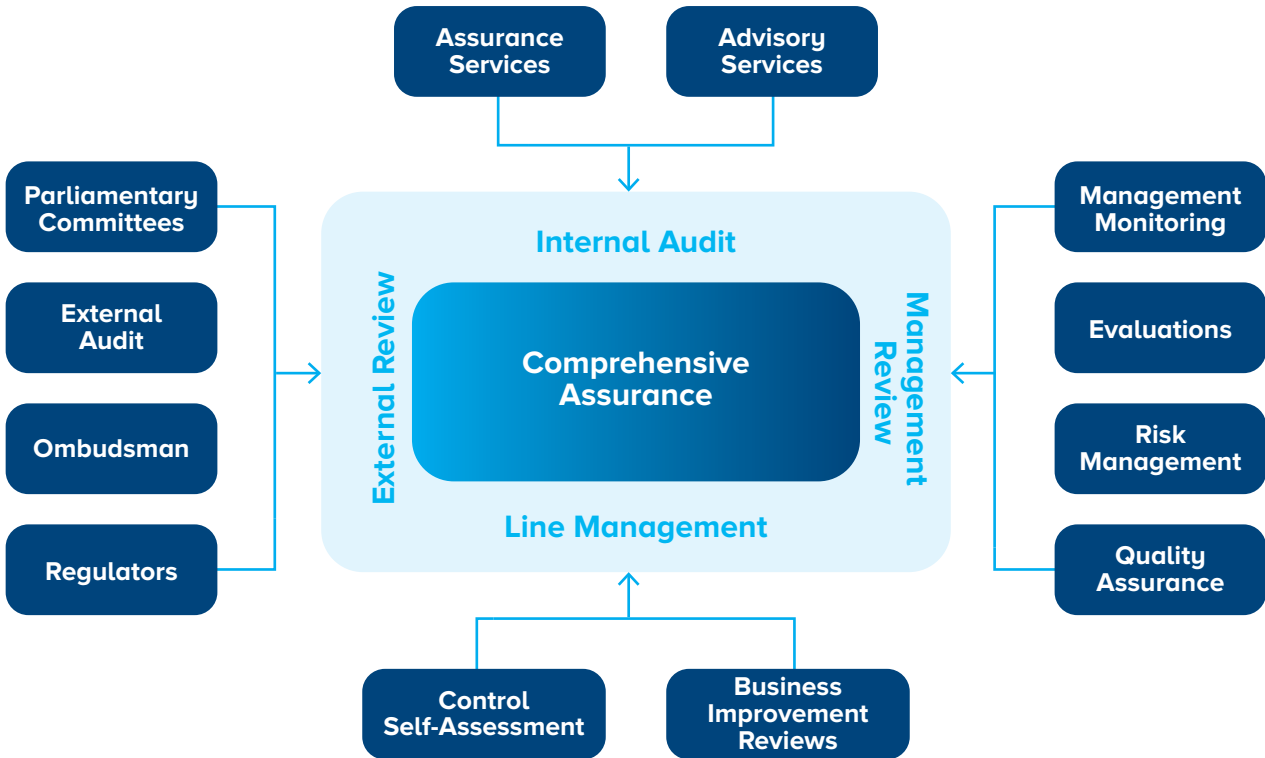 Assurance
Services
Advisory
Services
Parliamentary
Committees
External
Audit
Ombudsman
Regulators
Internal Audit
External Review
Comprehensive
Assurance
Management
Review
Line Management
Management
Monitoring
Evaluations
Risk
Management
Quality
Assurance
Control
Self-Assessment
Business
Improvement
Reviews